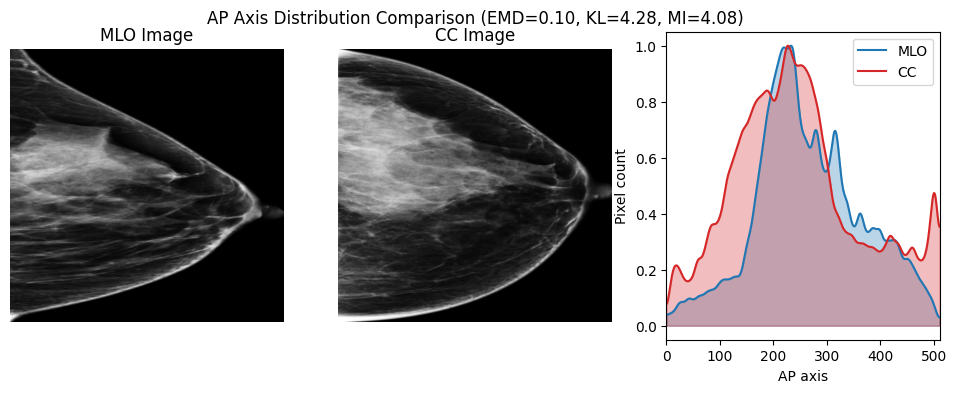 AP Axis Distribution Comparison (EMD=0.10, KL=4.28, MI=4.08)
MLO Image
CC Image
MLO
CC
Pixel count
1.0
0.8
0.6
0.4
0.2
0.0
0 100 200 300 400 500
AP axis